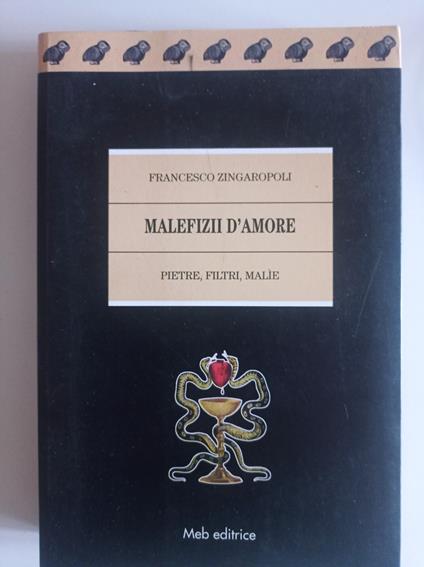 FRANCESCO ZINGAROPOLI
MALEFIZII D'AMORE
PIETRE, FILTRI, MALÌE
Meb editrice